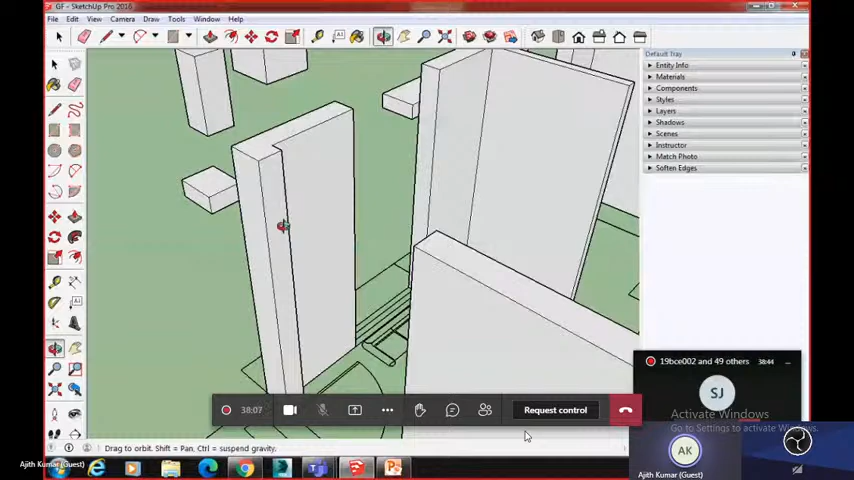 GF - SketchUp Pro 2016
File Edit View Camera Draw Tools Window Help
Default Tray
Entity Info
Materials
Components
Styles
Layers
Shadows
Scenes
Instructor
Match Photo
Soften Edges
19bce002 and 49 others 38:44
SJ
Activate Windows
Go to Settings to activate Windows.
38:07 Request control
AK
Ajith Kumar (Guest)
Drag to orbit. Shift = Pan, Ctrl = suspend gravity.
Ajith Kumar (Guest)